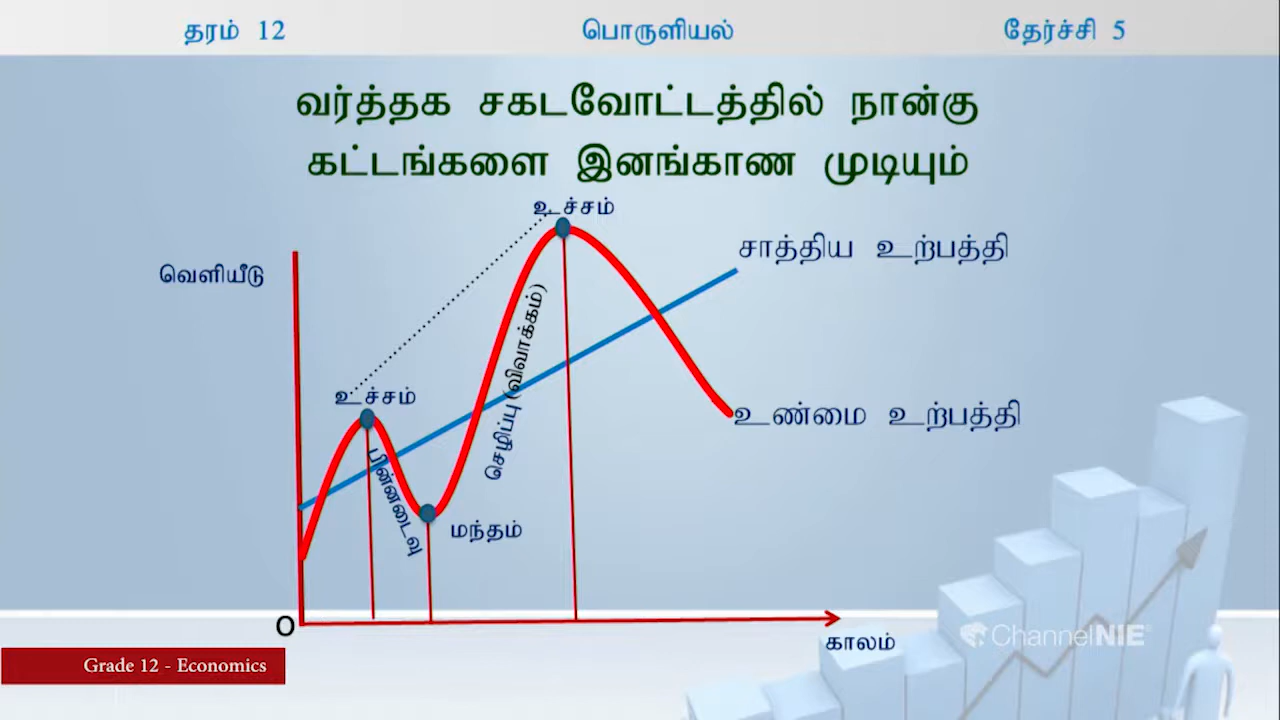 தரம் 12
பொருளியல்
தேர்ச்சி 5
வர்த்தக சகடவோட்டத்தில் நான்கு
கட்டங்களை இனங்காண முடியும்
உச்சம்
சாத்திய உற்பத்தி
வெளியீடு
செழிப்பு (விவாக்கம்)
உச்சம்
உண்மை உற்பத்தி
பின்னடைவு
மந்தம்
O
காலம்
ChannelNIE
Grade 12 - Economics